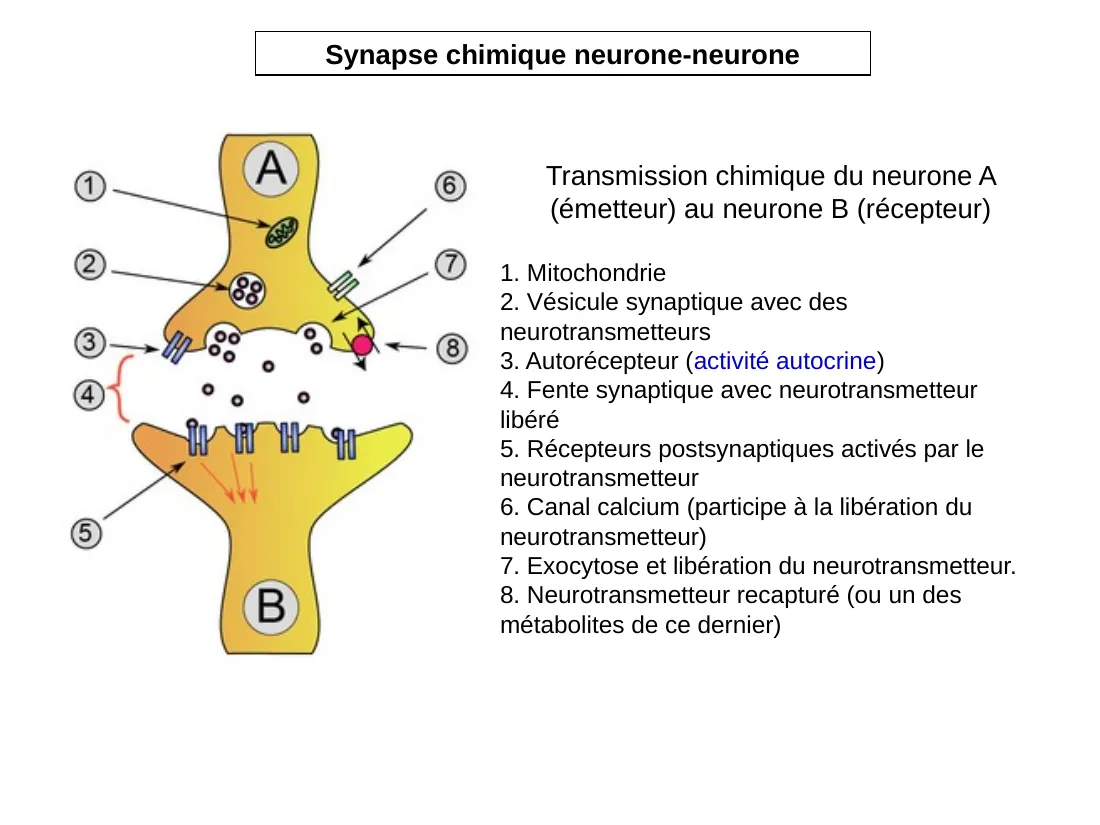 Synapse chimique neurone-neurone
A
1
6
2
7
3
8
4
5
B
Transmission chimique du neurone A
(émetteur) au neurone B (récepteur)
1. Mitochondrie
2. Vésicule synaptique avec des
neurotransmetteurs
3. Autorécepteur (activité autocrine)
4. Fente synaptique avec neurotransmetteur
libéré
5. Récepteurs postsynaptiques activés par le
neurotransmetteur
6. Canal calcium (participe à la libération du
neurotransmetteur)
7. Exocytose et libération du neurotransmetteur.
8. Neurotransmetteur recapturé (ou un des
métabolites de ce dernier)